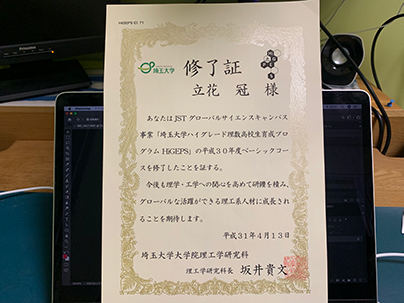 HiGEPS S1 71
埼玉大学
修了証
立花 冠 様
あなたはJSTグローバルサイエンスキャンパス
事業「埼玉大学ハイグレード理数高校生育成プロ
グラム HiGEPS」の平成30年度ベーシックコー
スを修了したことを証する。
今後も理学・工学への関心を高めて研鑽を積み、
グローバルな活躍ができる理工系人材に成長され
ることを期待します。
平成31年4月13日
埼玉大学大学院理工学研究科
理工学研究科長 坂井貴文